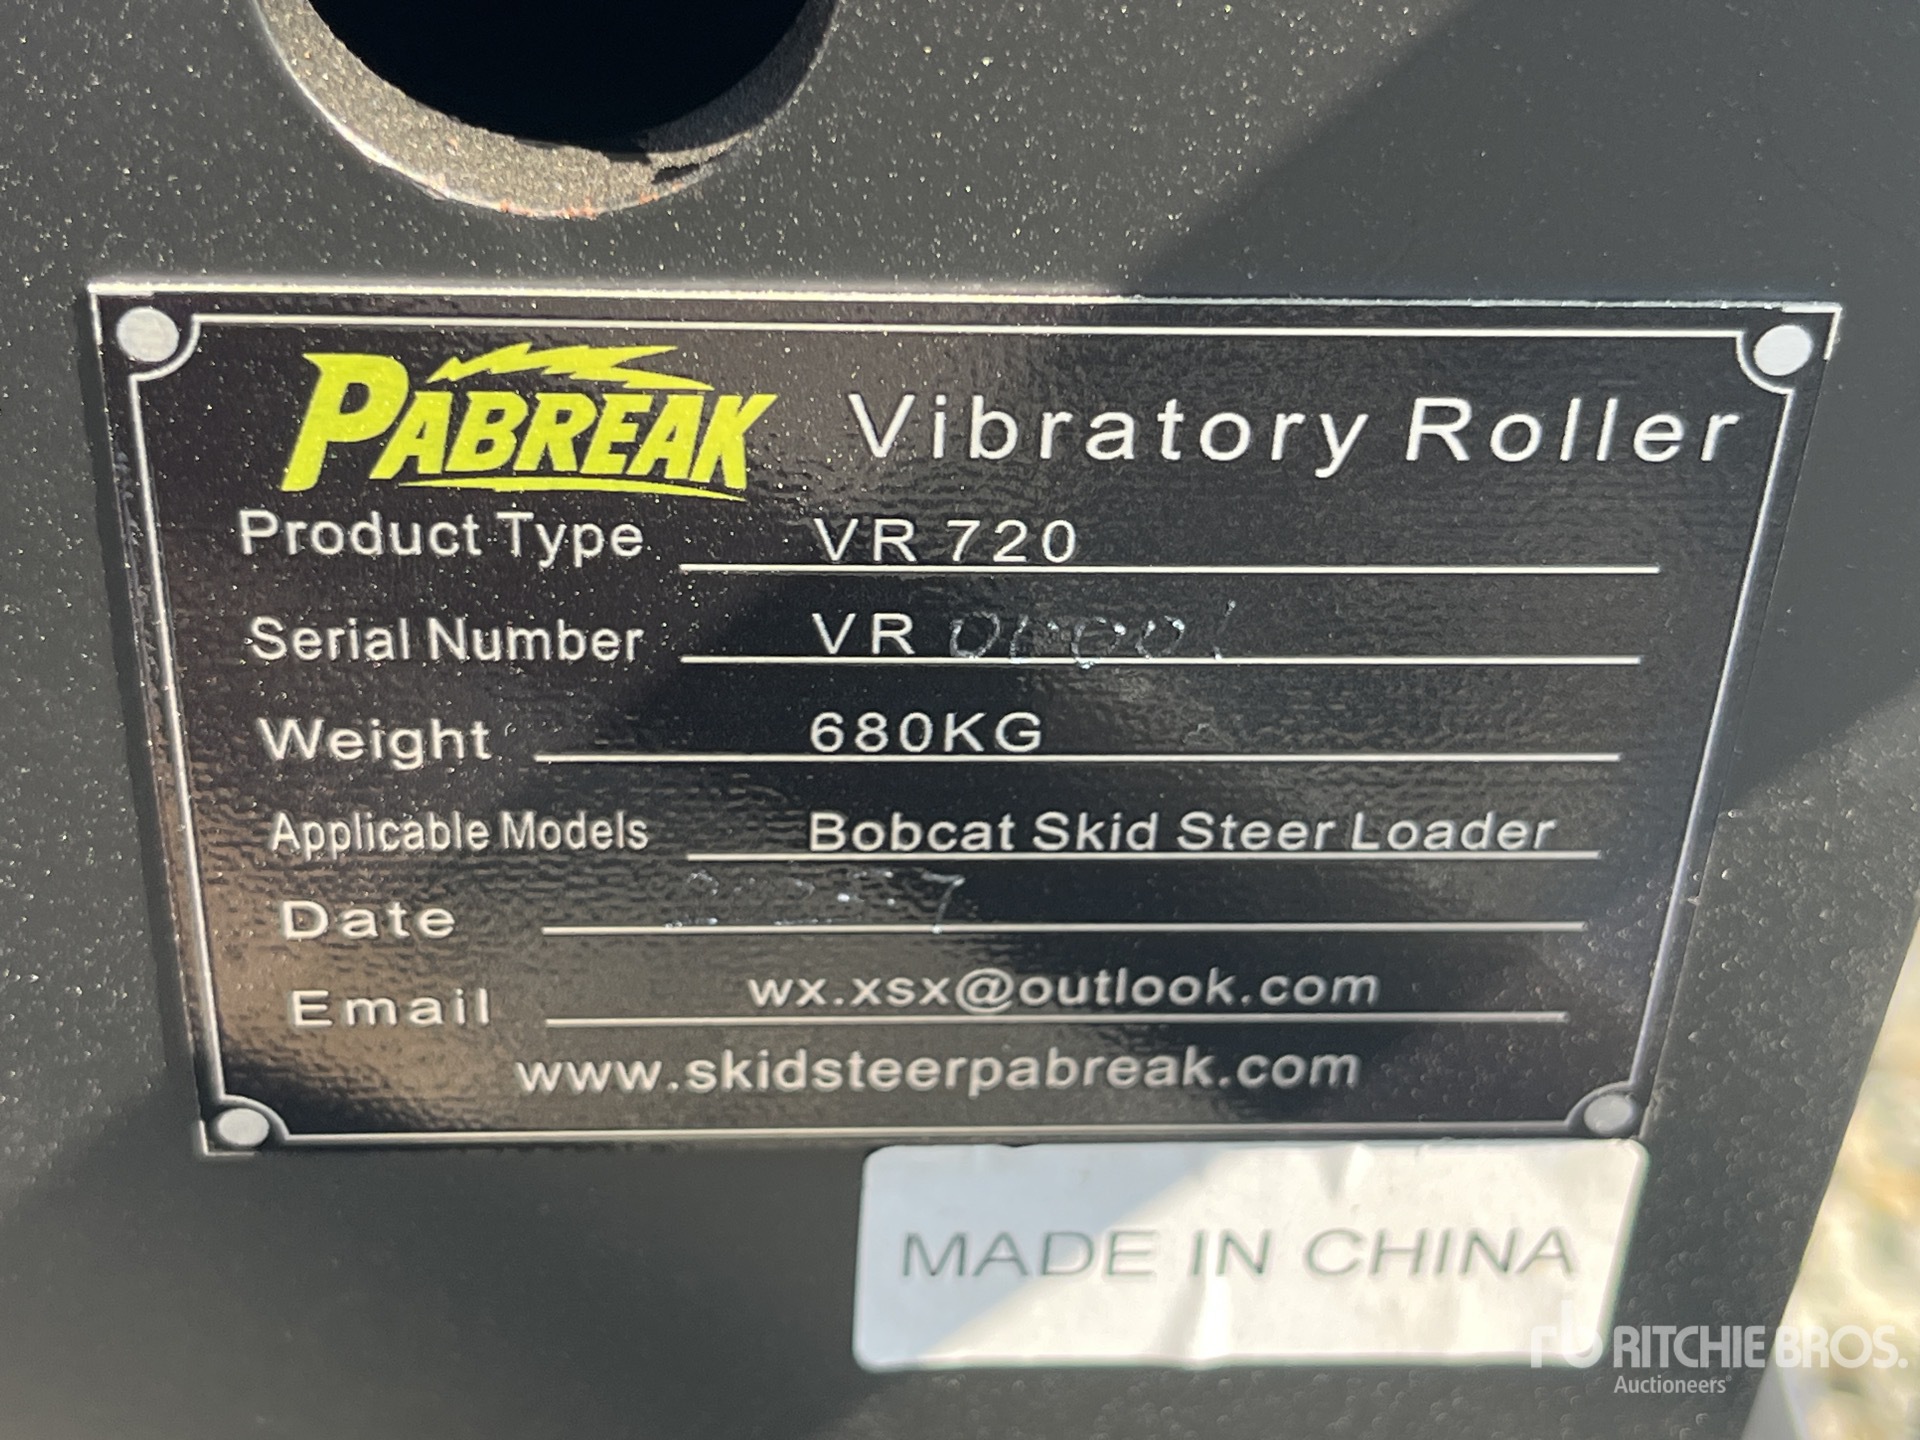 PABREAK Vibratory Roller
Product Type VR 720
Serial Number VR
Weight 680KG
Applicable Models Bobcat Skid Steer Loader
Date
Email wx.xsx@outlook.com
www.skidsteerpabreak.com
MADE IN CHINA
RITCHIE BROS.
Auctioneers